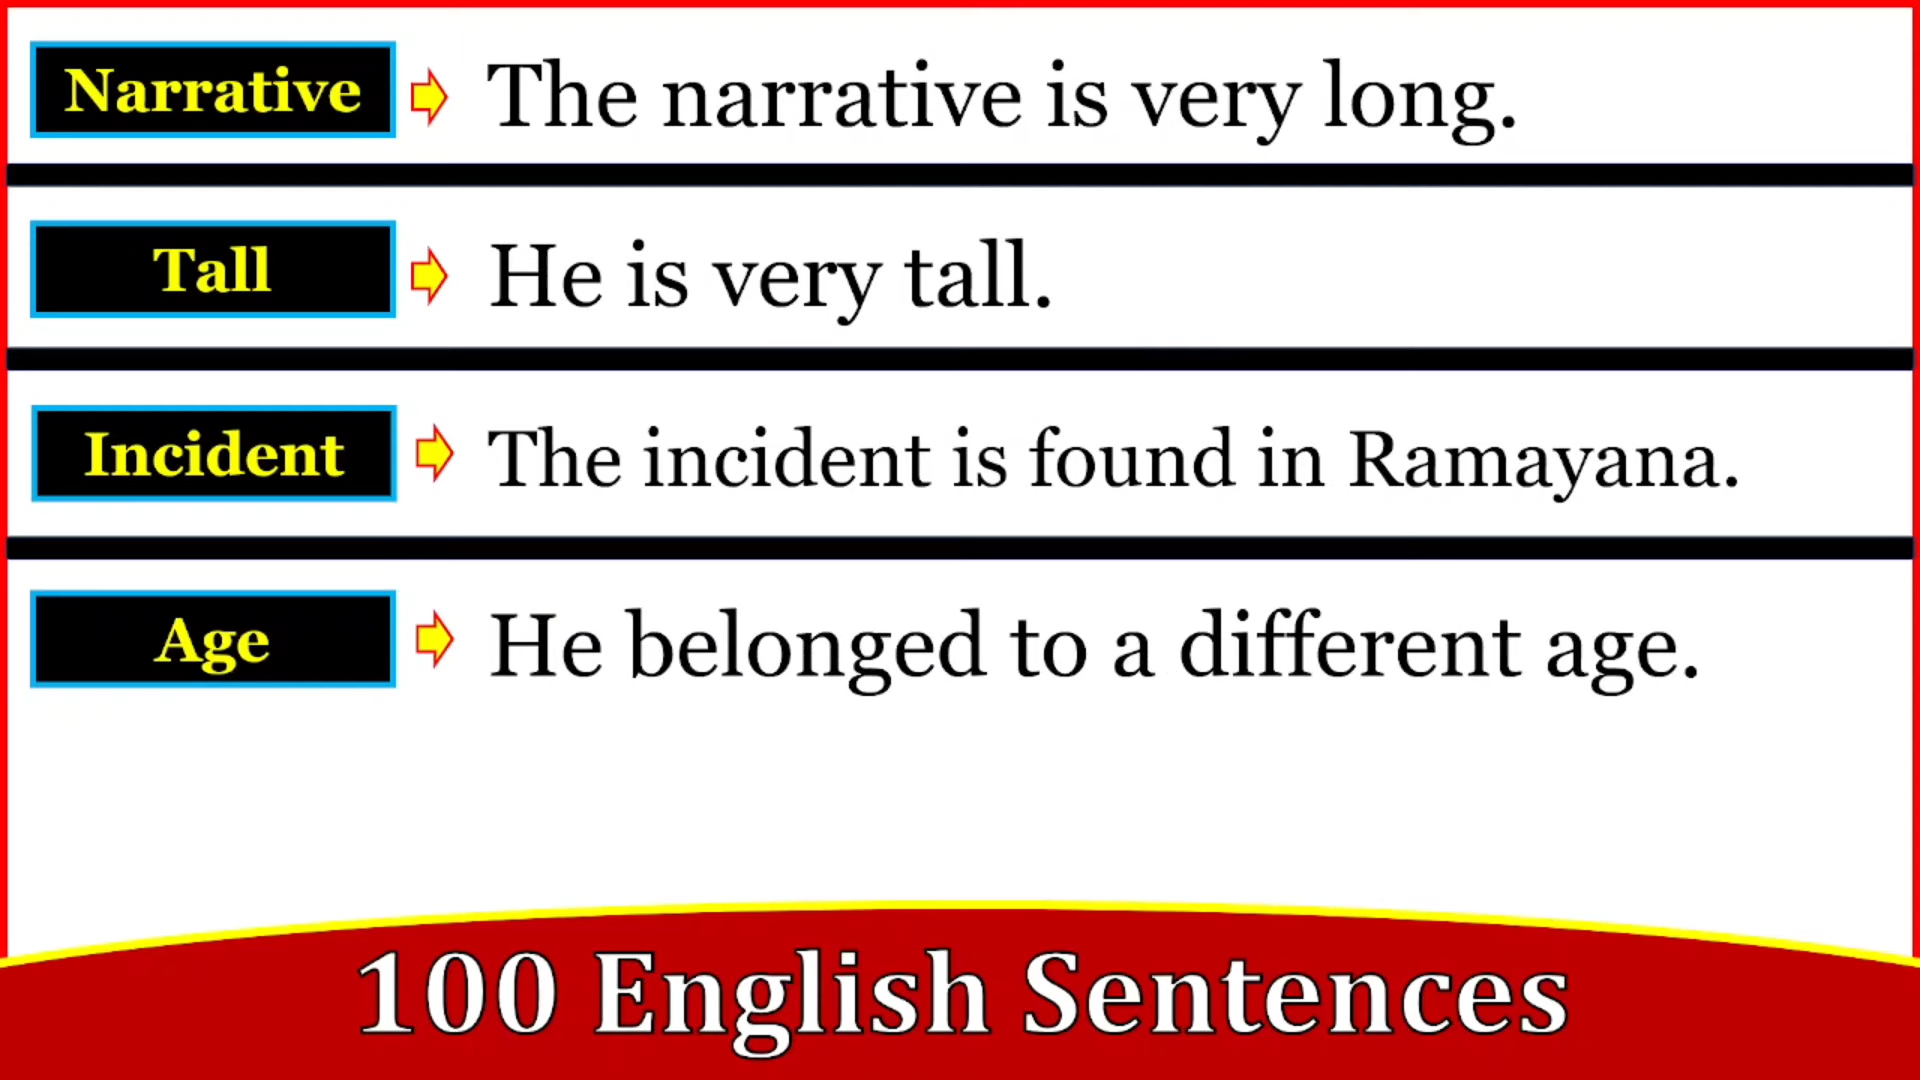 Narrative The narrative is very long.
Tall He is very tall.
Incident The incident is found in Ramayana.
Age He belonged to a different age.
100 English Sentences